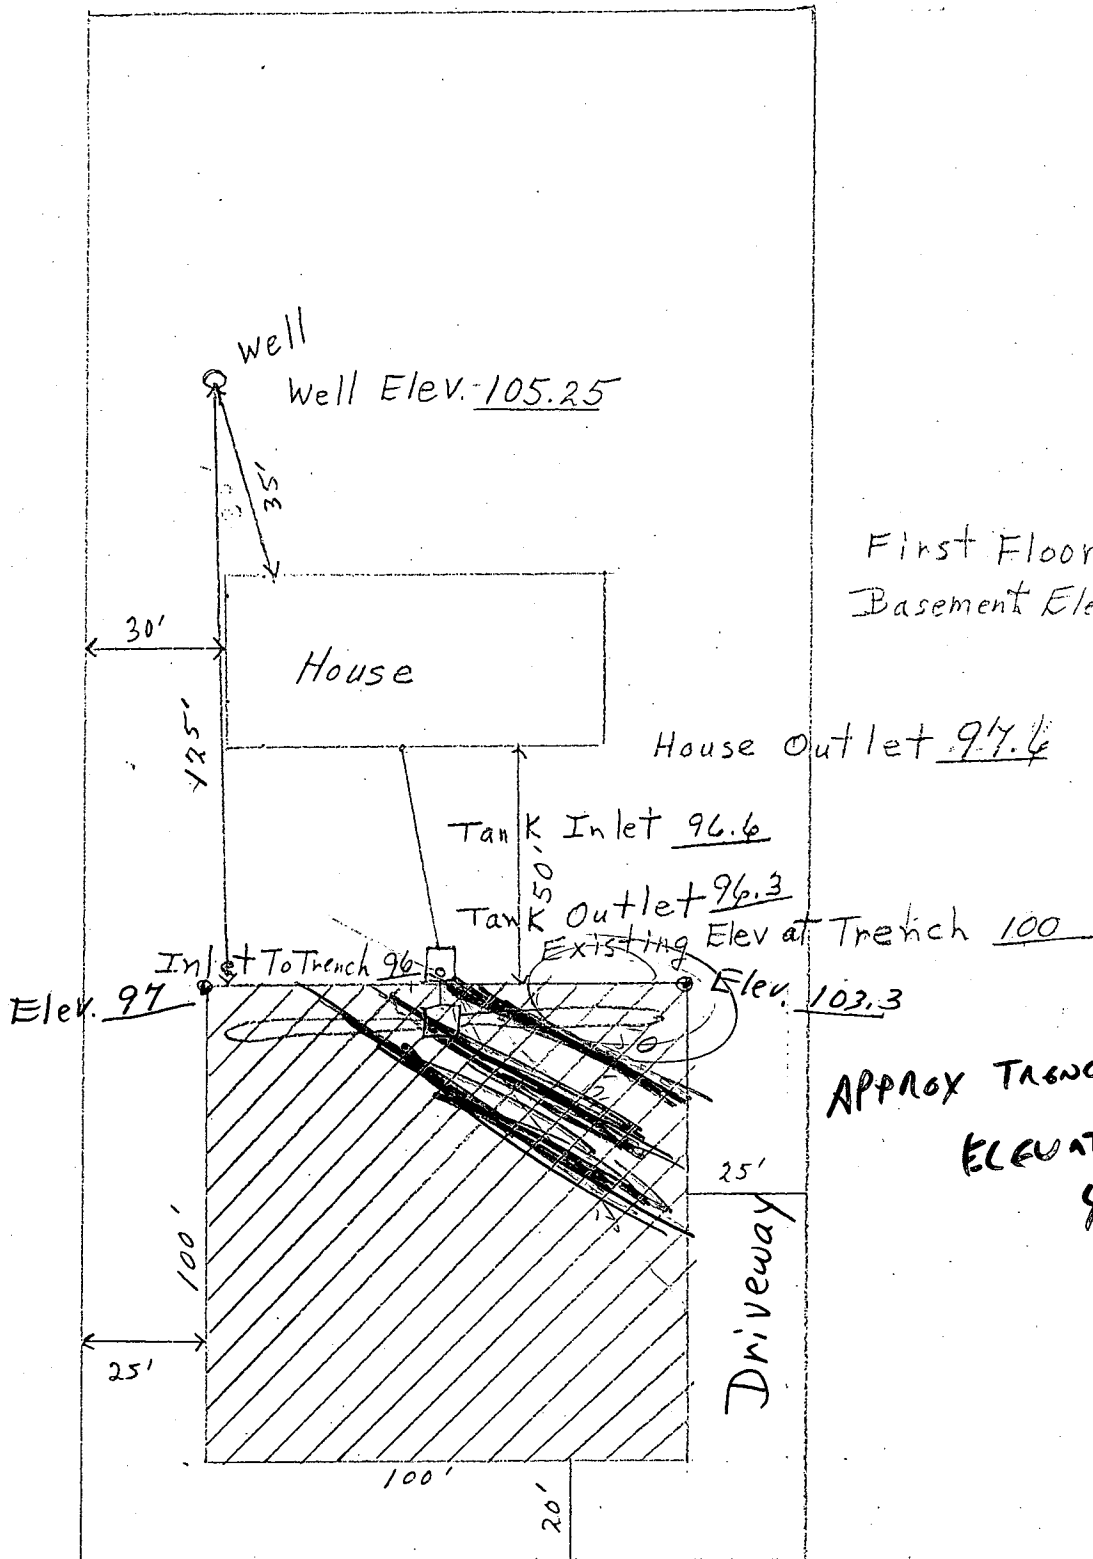 well
Well Elev. 105.25
35'
First Floor
Basement Ele
30'
House
125'
House Outlet 97.6
Tank Inlet 96.6
50'
Tank Outlet 96.3
Existing Elev at Trench 100
Inlet To Trench 96
Elev. 97
Elev. 103.3
APPROX TRENC
ELEVAT
25'
100'
Driveway
25'
100'
20'